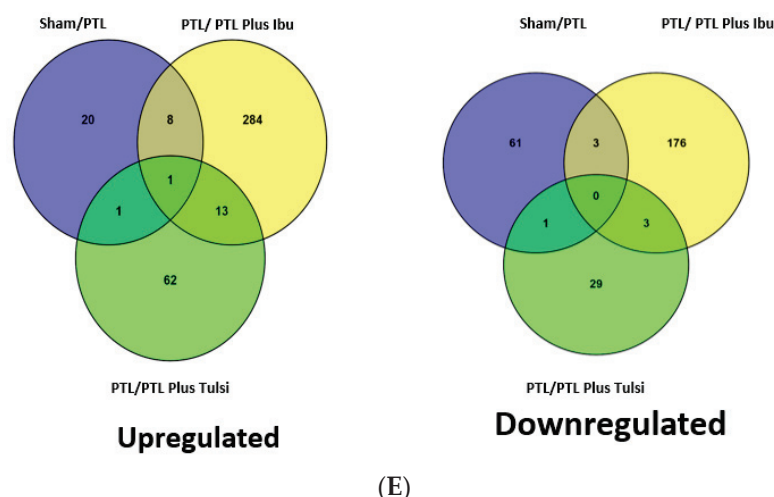 Sham/PTL
PTL/ PTL Plus Ibu
20
8
284
1
1
13
62
PTL/PTL Plus Tulsi
Upregulated
Sham/PTL
PTL/ PTL Plus Ibu
61
3
176
0
1
3
29
PTL/PTL Plus Tulsi
Downregulated
(E)